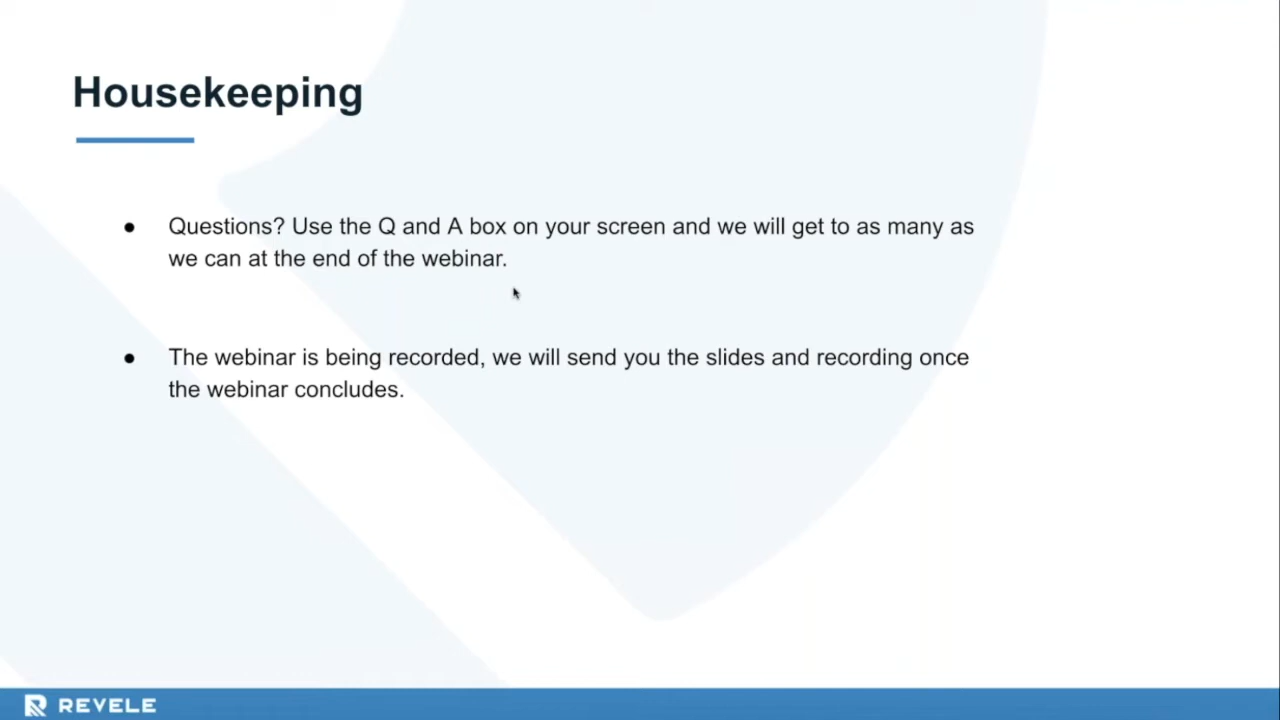 Housekeeping
● Questions? Use the Q and A box on your screen and we will get to as many as
we can at the end of the webinar.
● The webinar is being recorded, we will send you the slides and recording once
the webinar concludes.
REVELE